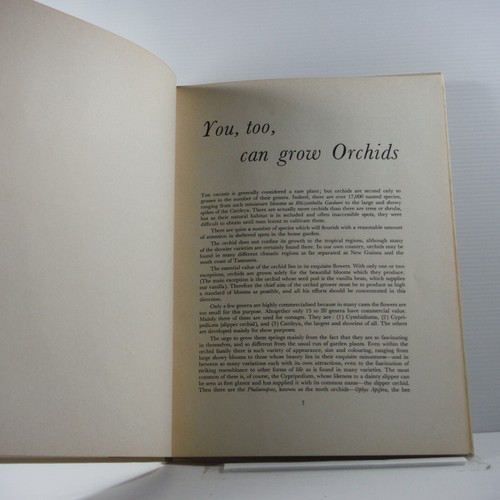 You, too,
can grow Orchids
THE ORCHID is generally considered a rare plant; but orchids are second only to
grasses in the number of their genera. Indeed, there are over 17,000 named species,
ranging from such miniature blooms as Rhizanthella Gardneri to the large and showy
spikes of the Cattleya. There are actually more orchids than there are trees or shrubs,
but as their natural habitat is in secluded and often inaccessible spots, they were
difficult to obtain until men learnt to cultivate them.
There are quite a number of species which will flourish with a reasonable amount
of attention in sheltered spots in the home garden.
The orchid does not confine its growth to the tropical regions, although many
of the showier varieties are certainly found there. In our own country, orchids may be
found in many different climatic regions as far separated as New Guinea and the
south coast of Tasmania.
The essential value of the orchid lies in its exquisite flowers. With only one or two
exceptions, orchids are grown solely for the beautiful blooms which they produce.
(The main exception is the orchid whose seed pod is the vanilla bean, which supplies
real vanilla). Therefore the chief aim of the orchid grower must be to produce as high
a standard of blooms as possible, and all his efforts should be concentrated in this
direction.
Only a few genera are highly commercialised because in many cases the flowers are
too small for this purpose. Altogether only 15 to 20 genera have commercial value.
Mainly three of these are used for corsages. They are: (1) Cymbidiums, (2) Cypri-
pedium (slipper orchid), and (3) Cattleya, the largest and showiest of all. The others
are developed mainly for show purposes.
The urge to grow these springs mainly from the fact that they are so fascinating
in themselves, and so different from the usual run of garden plants. Even within the
orchid family there is such variety of appearance, size and colouring, ranging from
large showy blooms to those whose beauty lies in their exquisite minuteness—and in
between as many variations each with its own attractions, even to the fascination of
striking resemblance to other forms of life as is found in many varieties. The most
common of these is, of course, the Cypripedium, whose likeness to a dainty slipper can
be seen at first glance and has supplied it with its common name—the slipper orchid.
Then there are the Phalaenopsis, known as the moth orchids—Ophys Apifera, the bee